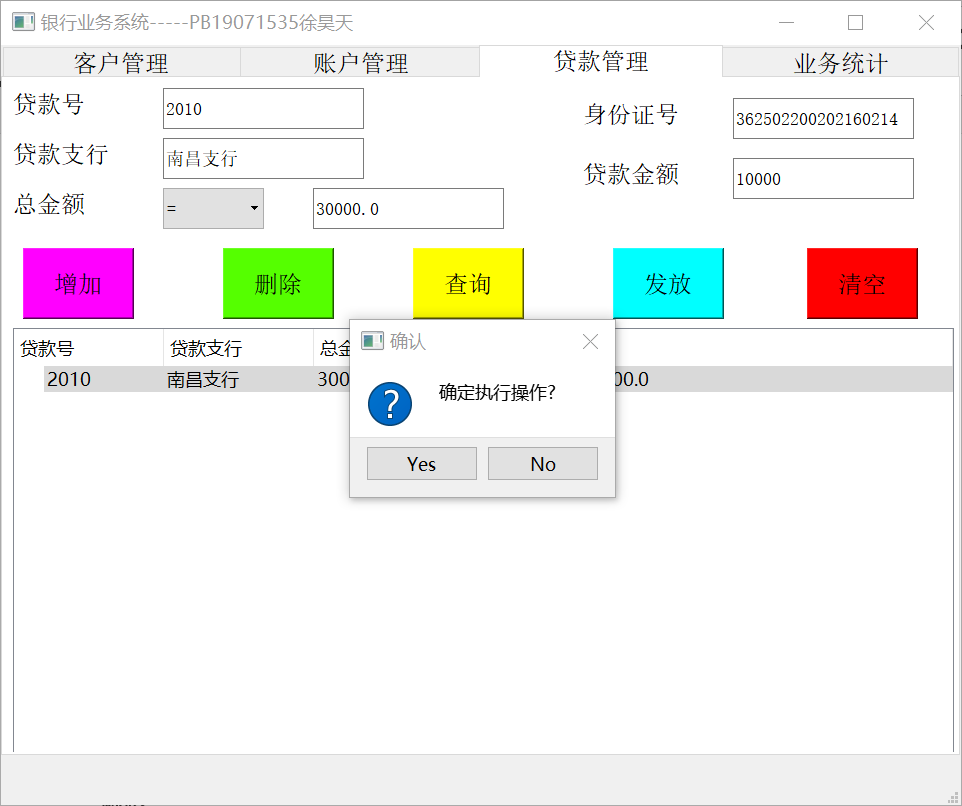 银行业务系统-----PB19071535徐昊天
客户管理 账户管理 贷款管理 业务统计
贷款号 2010 身份证号 362502200202160214
贷款支行 南昌支行 贷款金额 10000
总金额 = 30000.0
增加 删除 查询 发放 清空
贷款号 贷款支行 总金
2010 南昌支行 300 00.0
确认
确定执行操作?
Yes No